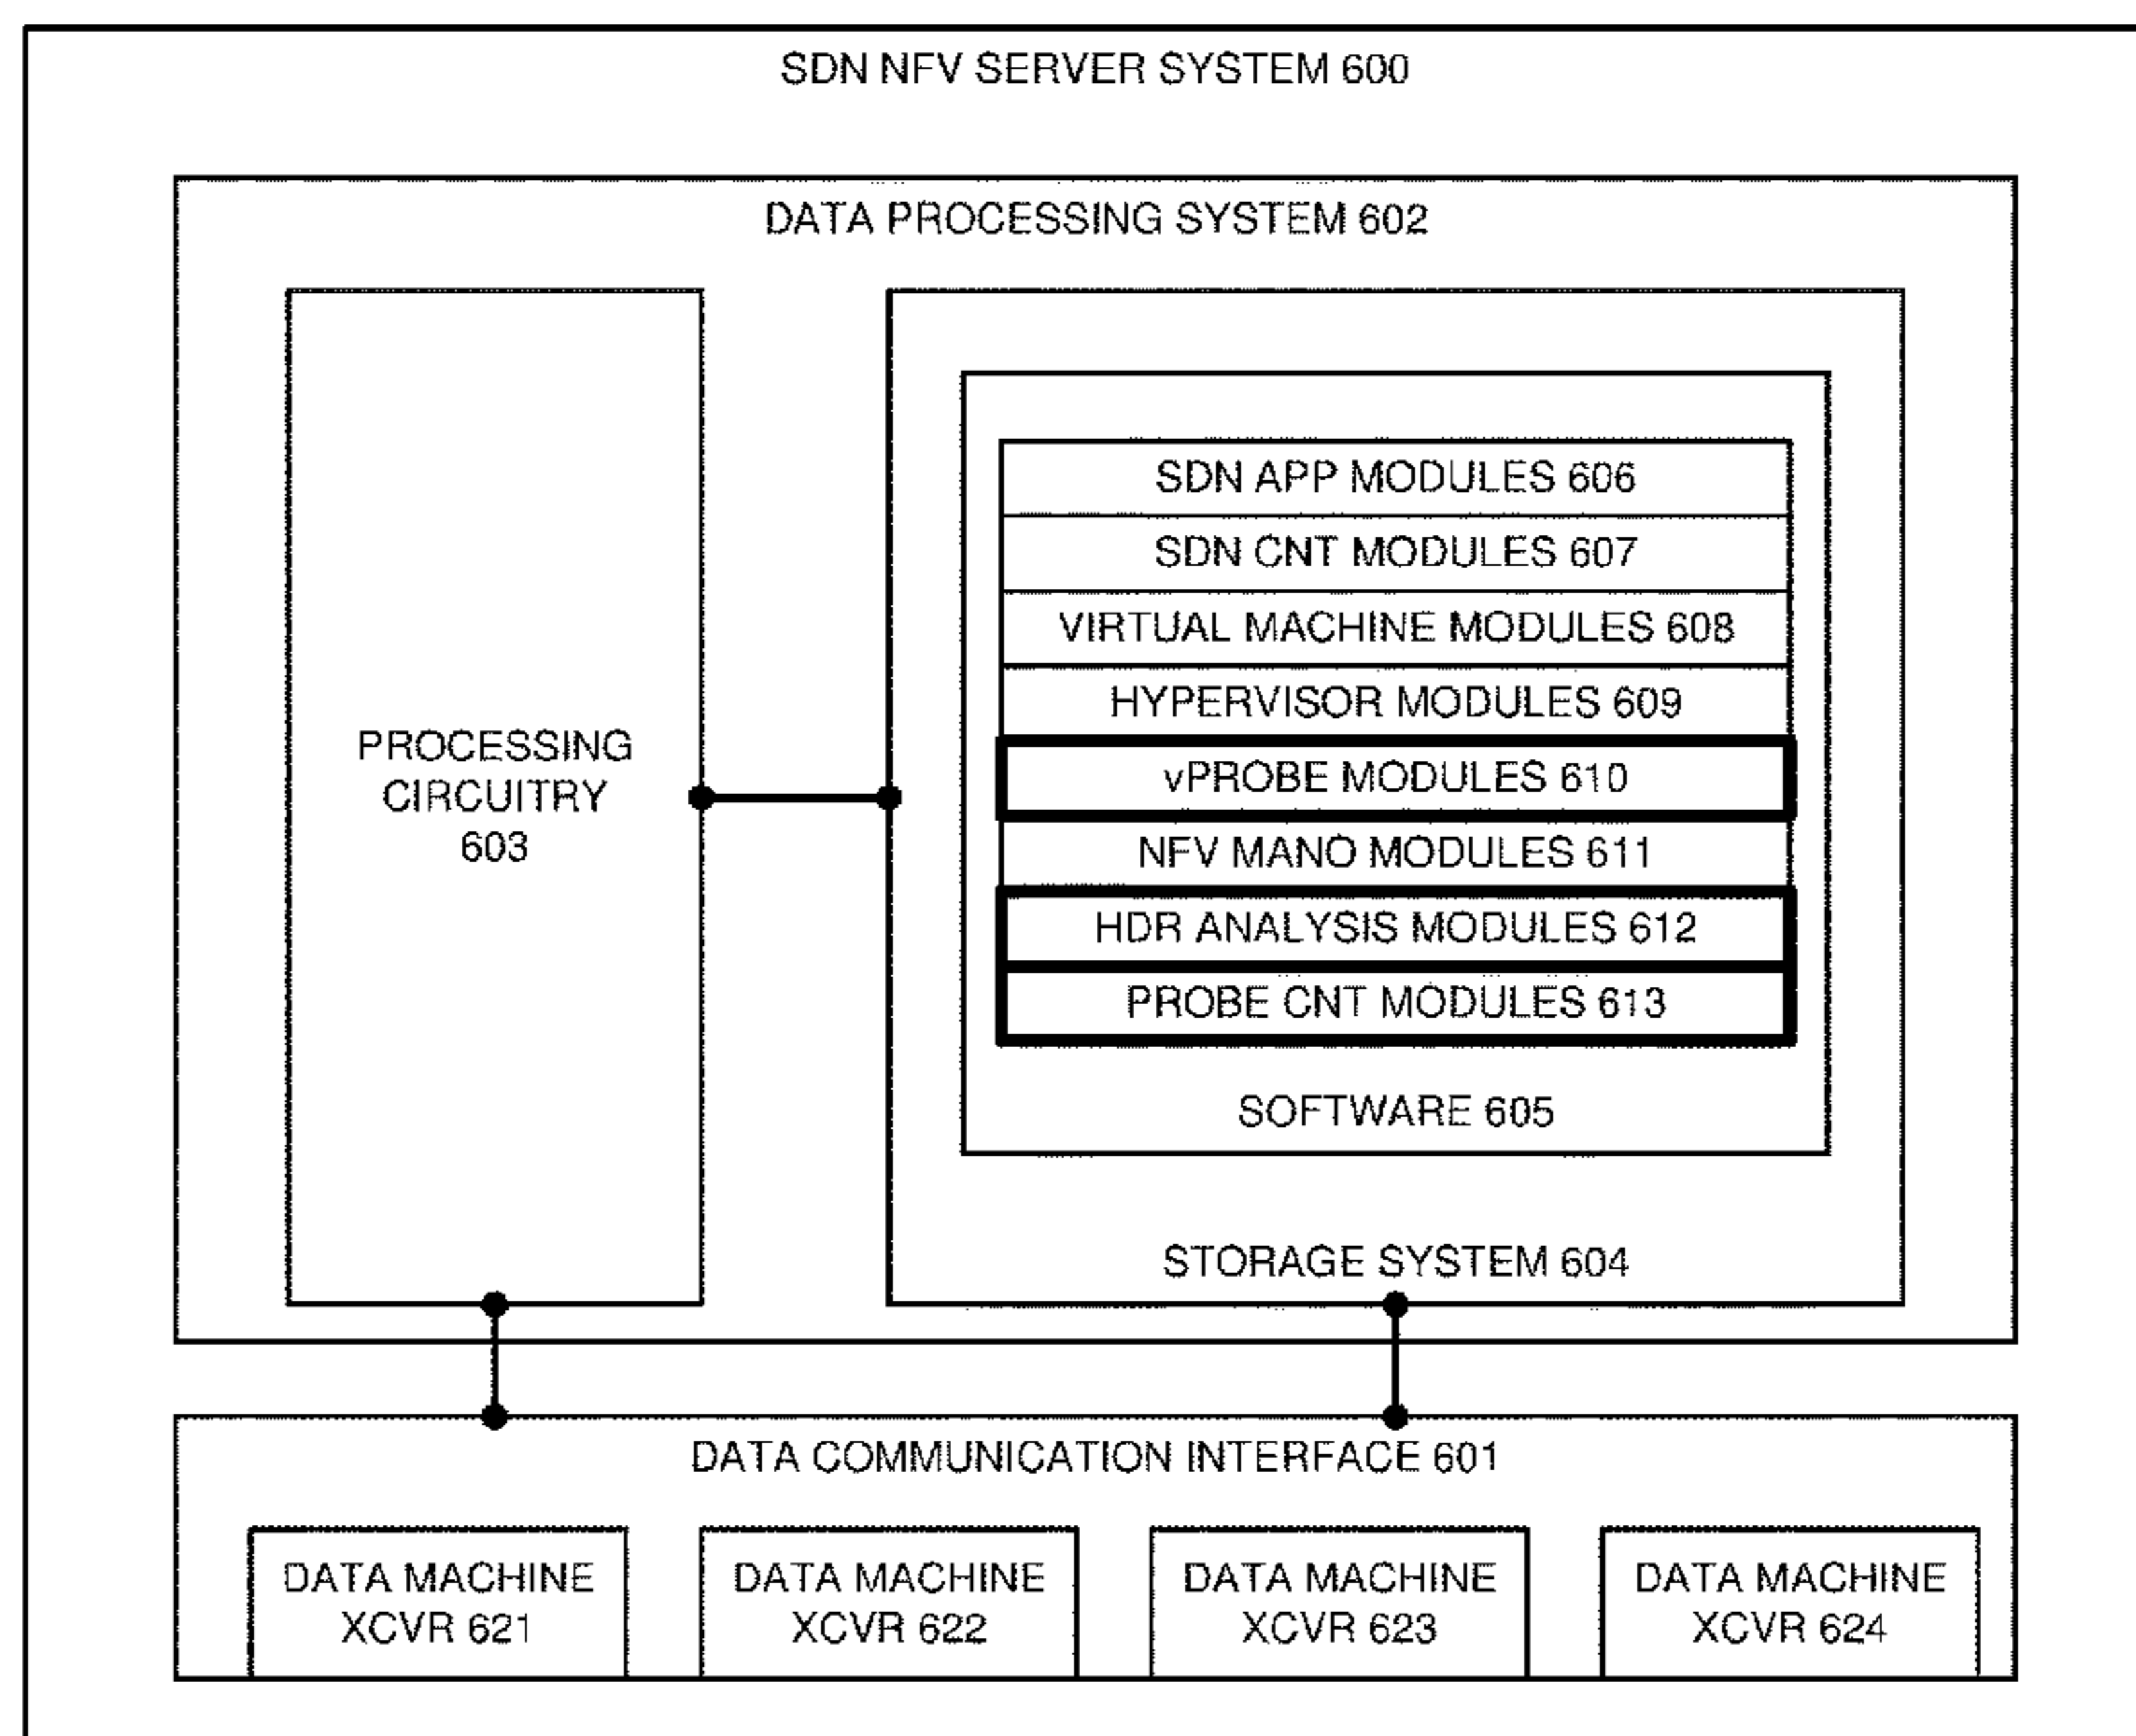 SDN NFV SERVER SYSTEM 600
DATA PROCESSING SYSTEM 602
PROCESSING
CIRCUITRY
603
SDN APP MODULES 606
SDN CNT MODULES 607
VIRTUAL MACHINE MODULES 608
HYPERVISOR MODULES 609
vPROBE MODULES 610
NFV MANO MODULES 611
HDR ANALYSIS MODULES 612
PROBE CNT MODULES 613
SOFTWARE 605
STORAGE SYSTEM 604
DATA COMMUNICATION INTERFACE 601
DATA MACHINE
XCVR 621
DATA MACHINE
XCVR 622
DATA MACHINE
XCVR 623
DATA MACHINE
XCVR 624